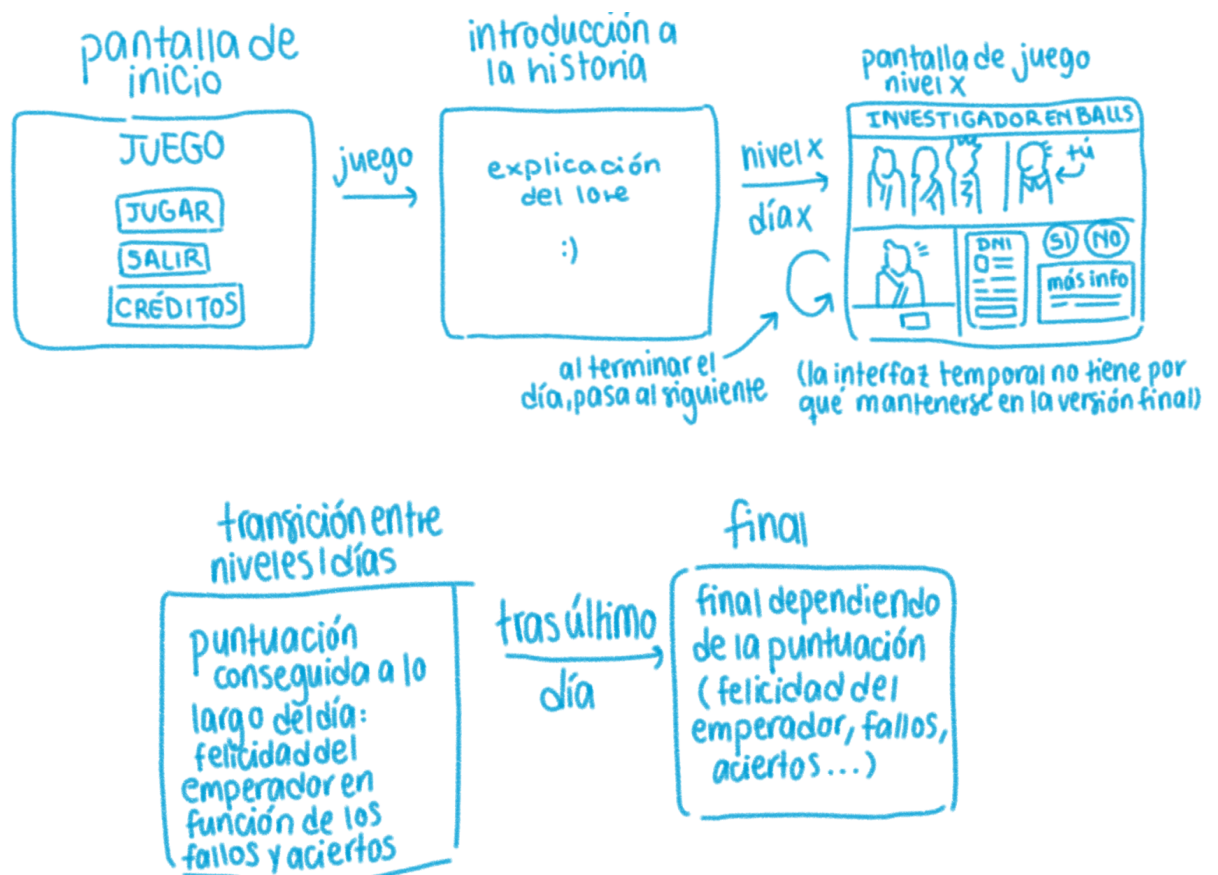 pantalla de
inicio
JUEGO
JUGAR
SALIR
CRÉDITOS
juego
introducción a
la historia
explicación
del lore
:)
nivel x
día x
al terminar el
día, pasa al siguiente
pantalla de juego
nivel x
INVESTIGADOR EN BALLS
tú
DNI
SI
NO
más info
(la interfaz temporal no tiene por
qué mantenerse en la versión final)
transición entre
niveles/días
puntuación
conseguida a lo
largo del día:
felicidad del
emperador en
función de los
fallos y aciertos
tras último
día
final
final dependiendo
de la puntuación
(felicidad del
emperador, fallos,
aciertos...)